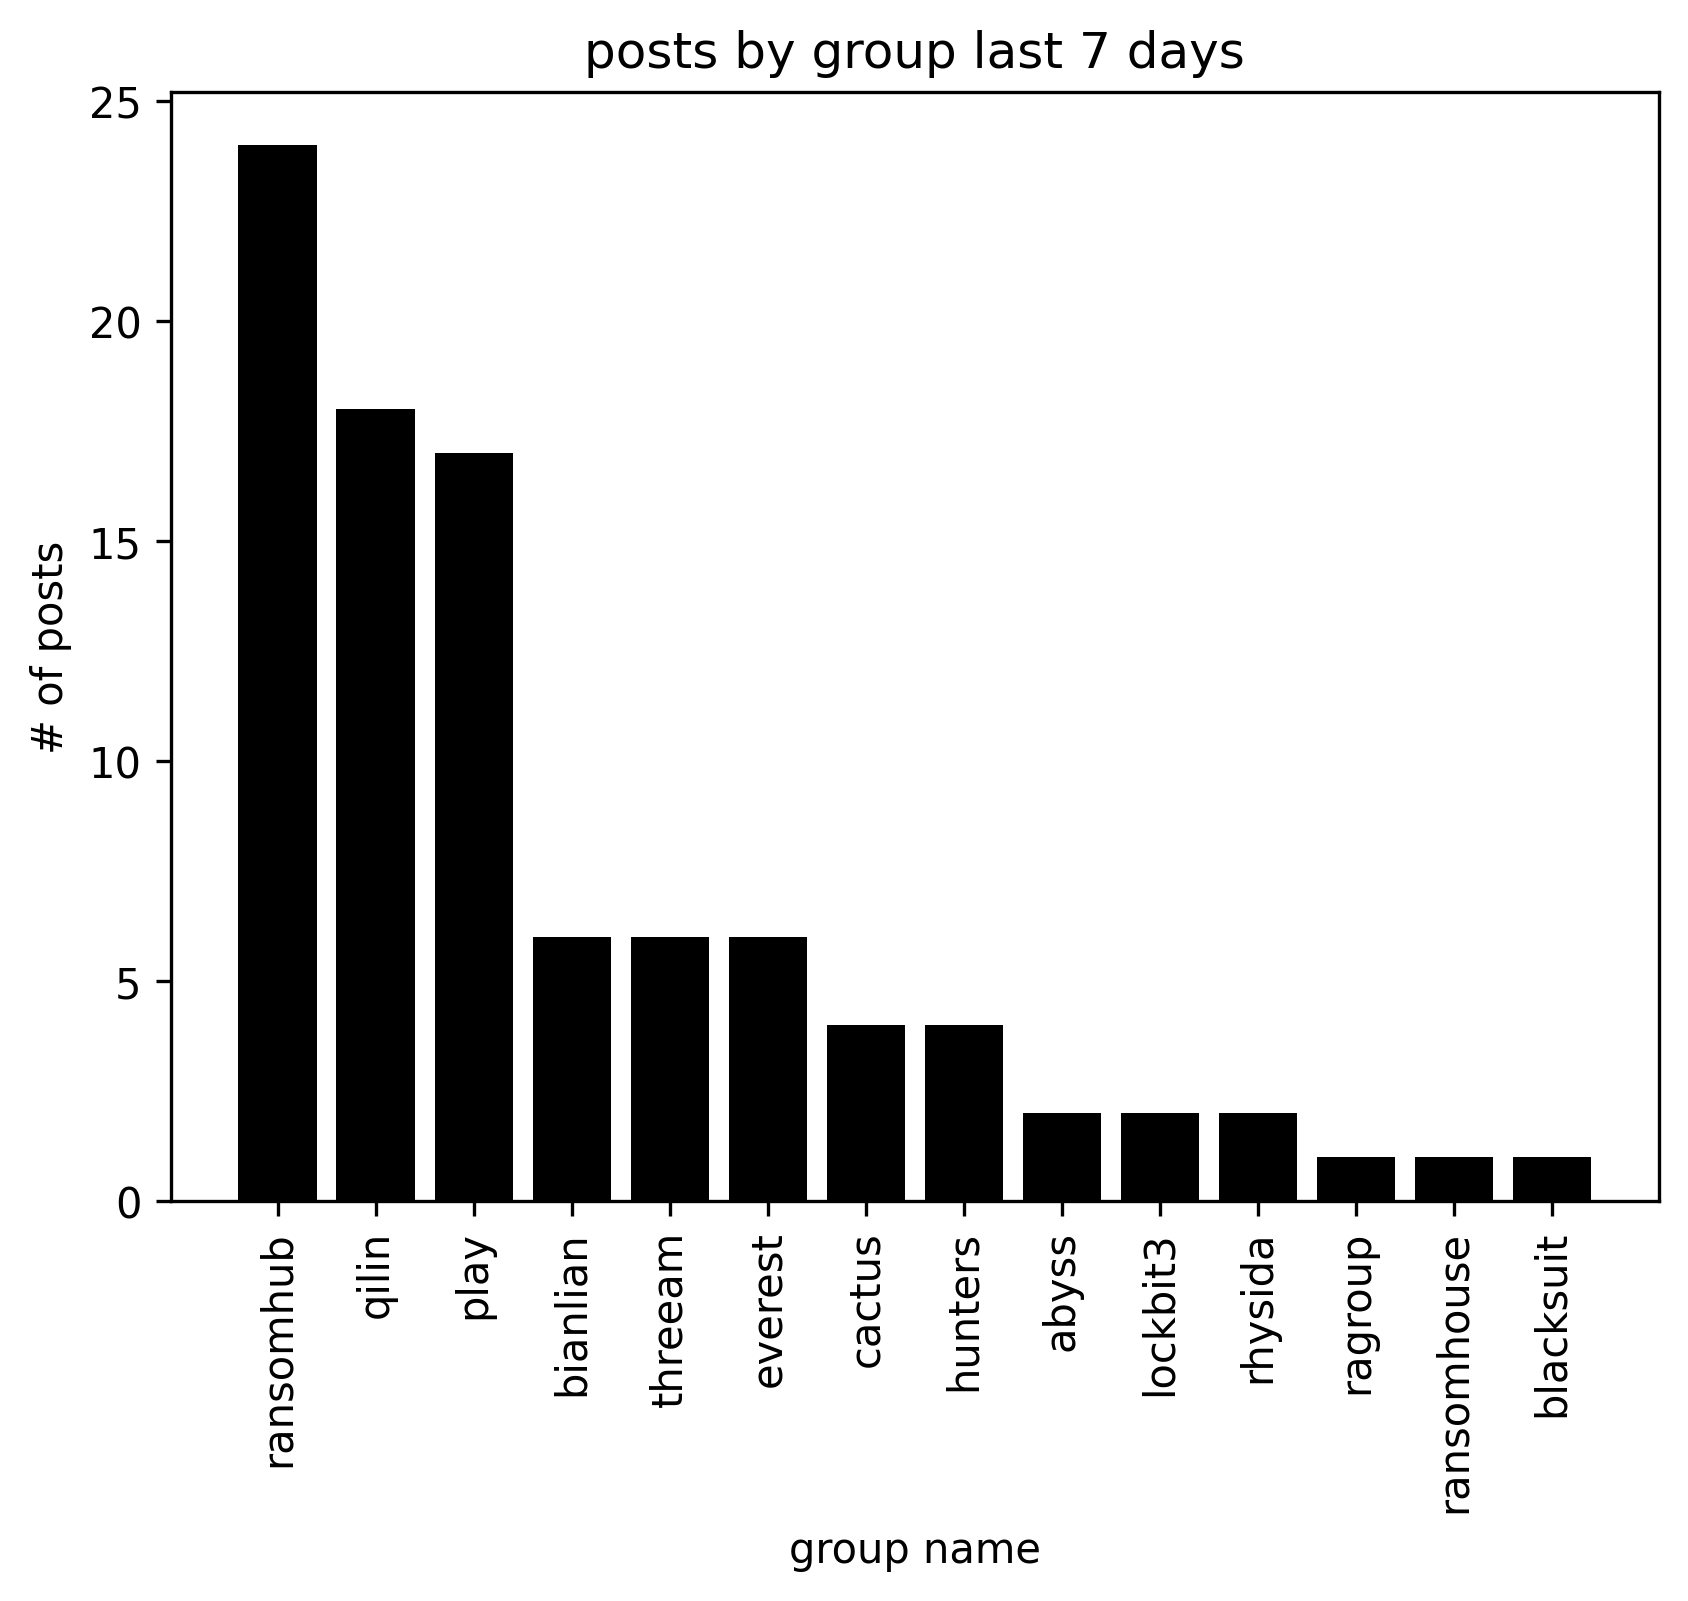 posts by group last 7 days
25
20
15
10
5
0
# of posts
ransomhub
qilin
play
bianlian
threeam
everest
cactus
hunters
abyss
lockbit3
rhysida
ragroup
ransomhouse
blacksuit
group name